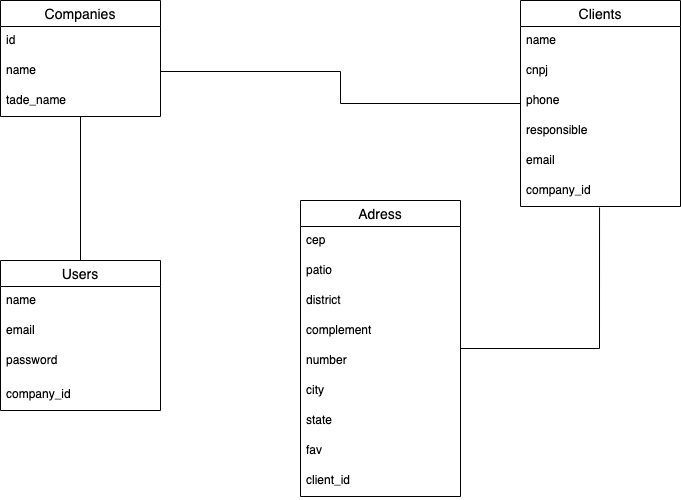 Companies
id
name
tade_name
Clients
name
cnpj
phone
responsible
email
company_id
Users
name
email
password
company_id
Adress
cep
patio
district
complement
number
city
state
fav
client_id